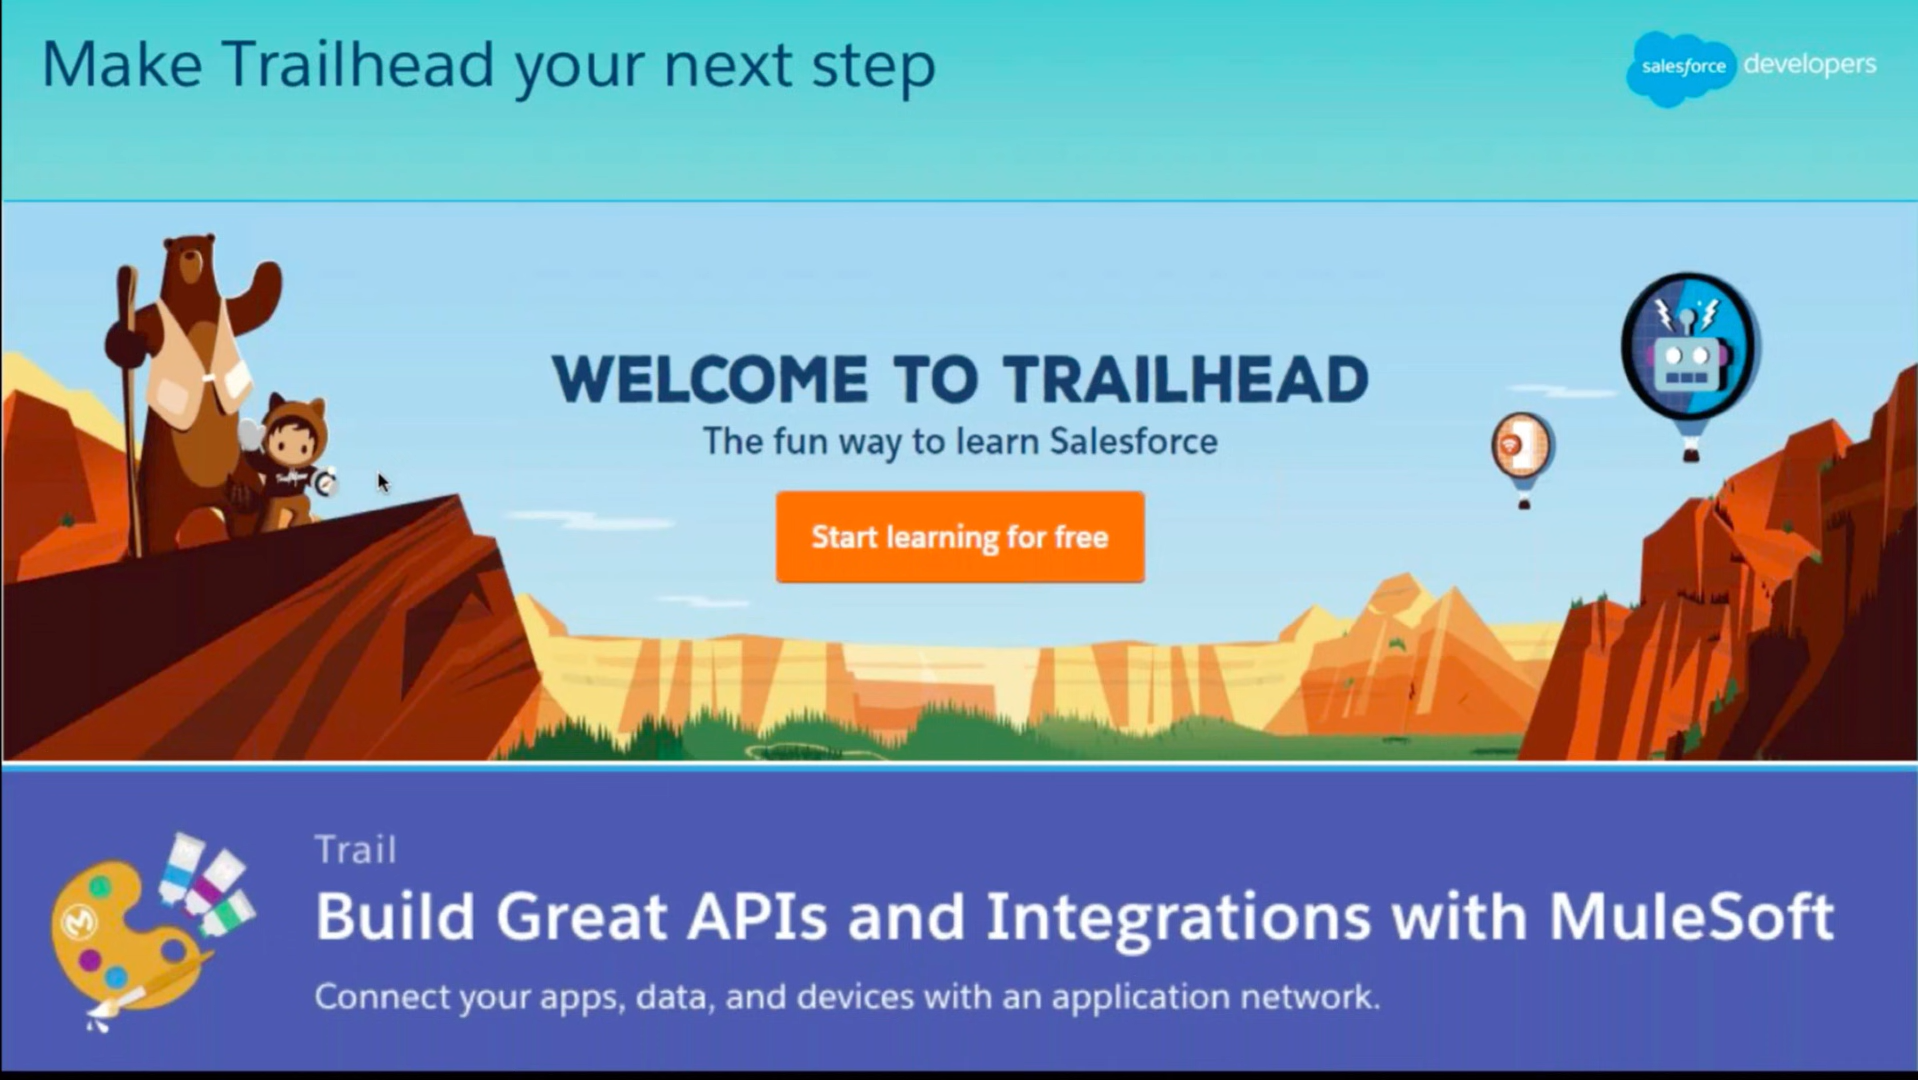 Make Trailhead your next step
salesforce developers
WELCOME TO TRAILHEAD
The fun way to learn Salesforce
Start learning for free
Trail
Build Great APIs and Integrations with MuleSoft
Connect your apps, data, and devices with an application network.